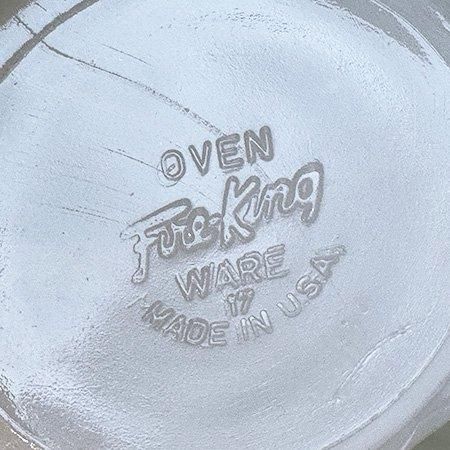 OVEN
Fire-King
WARE
17
MADE IN U.S.A.